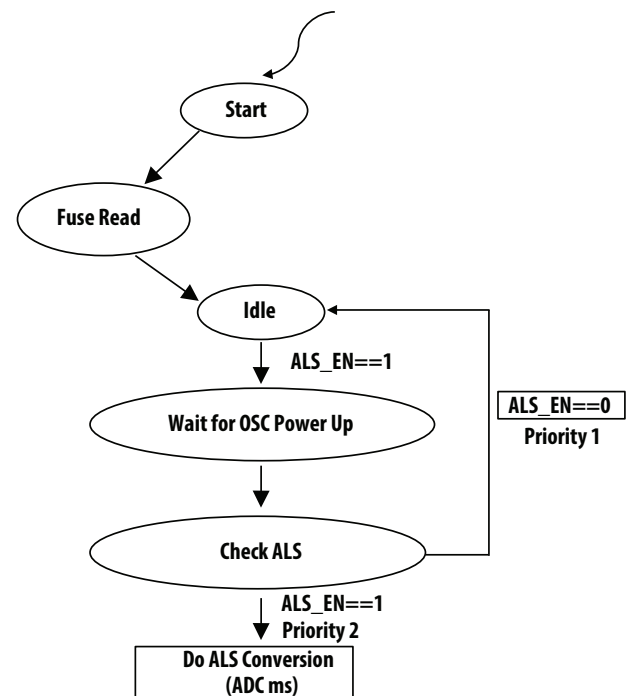 Start
Fuse Read
Idle
ALS_EN==1
Wait for OSC Power Up
ALS_EN==0
Priority 1
Check ALS
ALS_EN==1
Priority 2
Do ALS Conversion
(ADC ms)